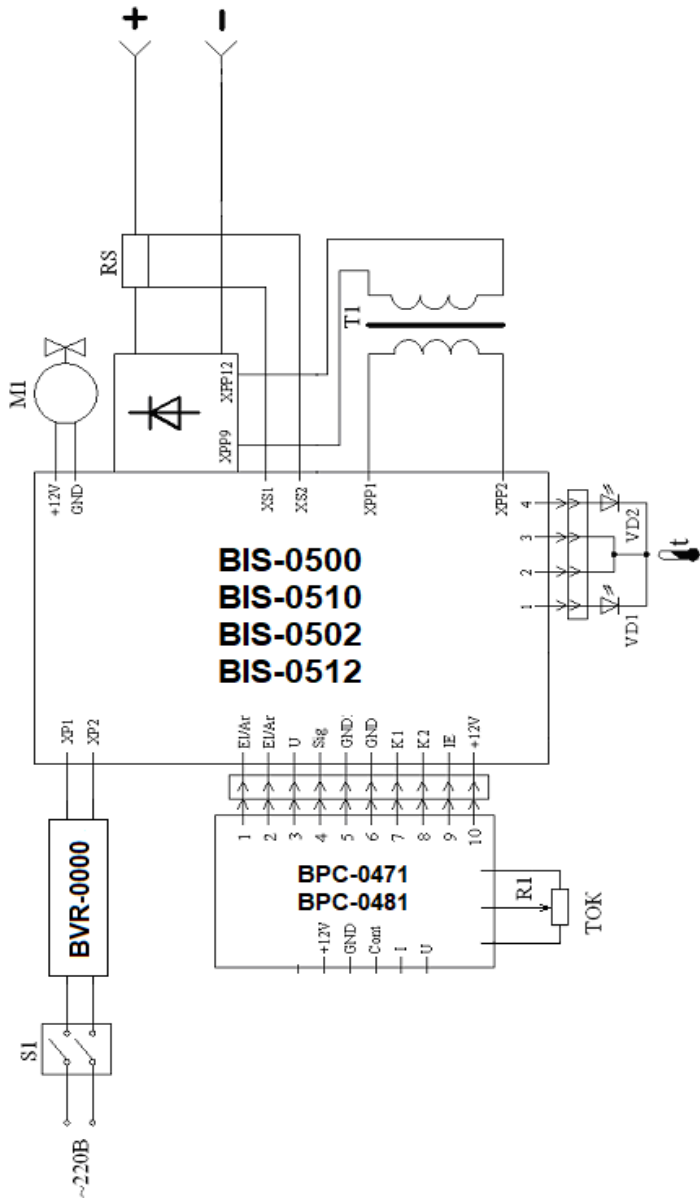 +
-
RS
M1
+12V
GND
XPP12
XPP9
T1
XS1
XS2
XPP1
XPP2
BIS-0500
BIS-0510
BIS-0502
BIS-0512
4
3
2
1
VD2
VD1
t
XP1
XP2
El/Ar
El/Ar
U
Sig
GND
GND
K1
K2
IE
+12V
1
2
3
4
5
6
7
8
9
10
BVR-0000
BPC-0471
BPC-0481
R1
TOK
+12V
GND
Cont
I
U
S1
~220В